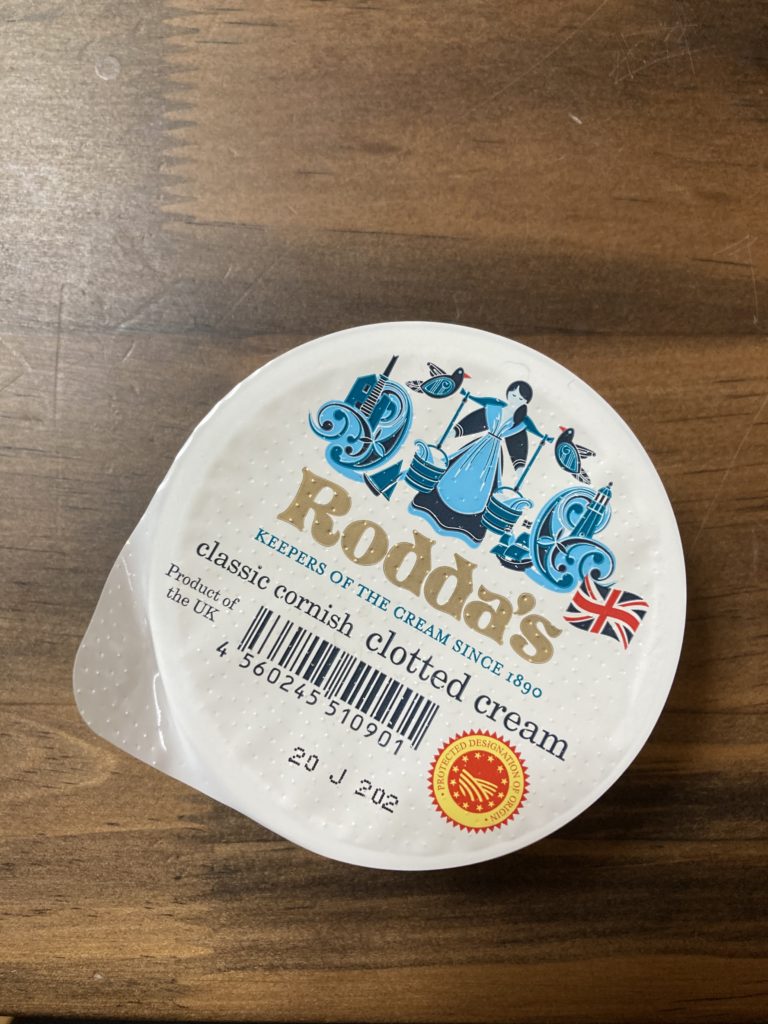 Rodda's
KEEPERS OF THE CREAM SINCE 1890
classic cornish clotted cream
Product of
the UK
4 560245 510901
20 J 202
PROTECTED DESIGNATION OF ORIGIN